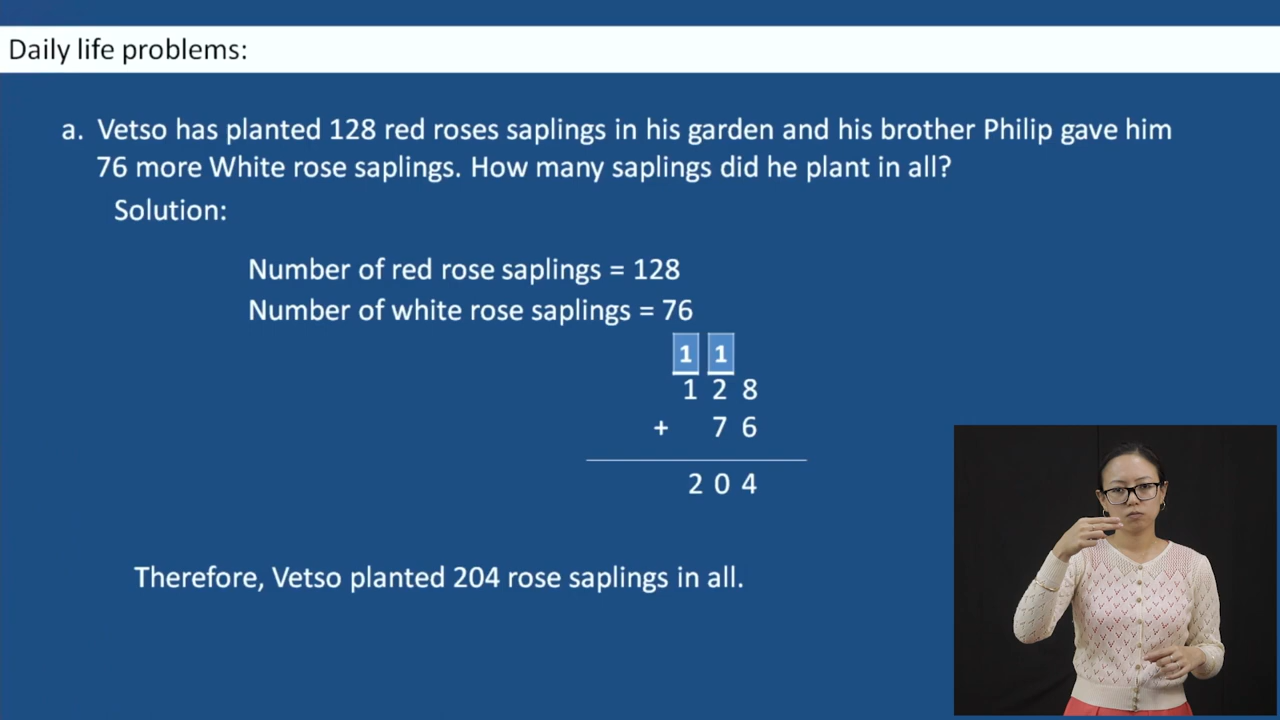 Daily life problems:
a. Vetso has planted 128 red roses saplings in his garden and his brother Philip gave him
76 more White rose saplings. How many saplings did he plant in all?
Solution:
Number of red rose saplings = 128
Number of white rose saplings = 76
1 1
1 2 8
+ 7 6
2 0 4
Therefore, Vetso planted 204 rose saplings in all.